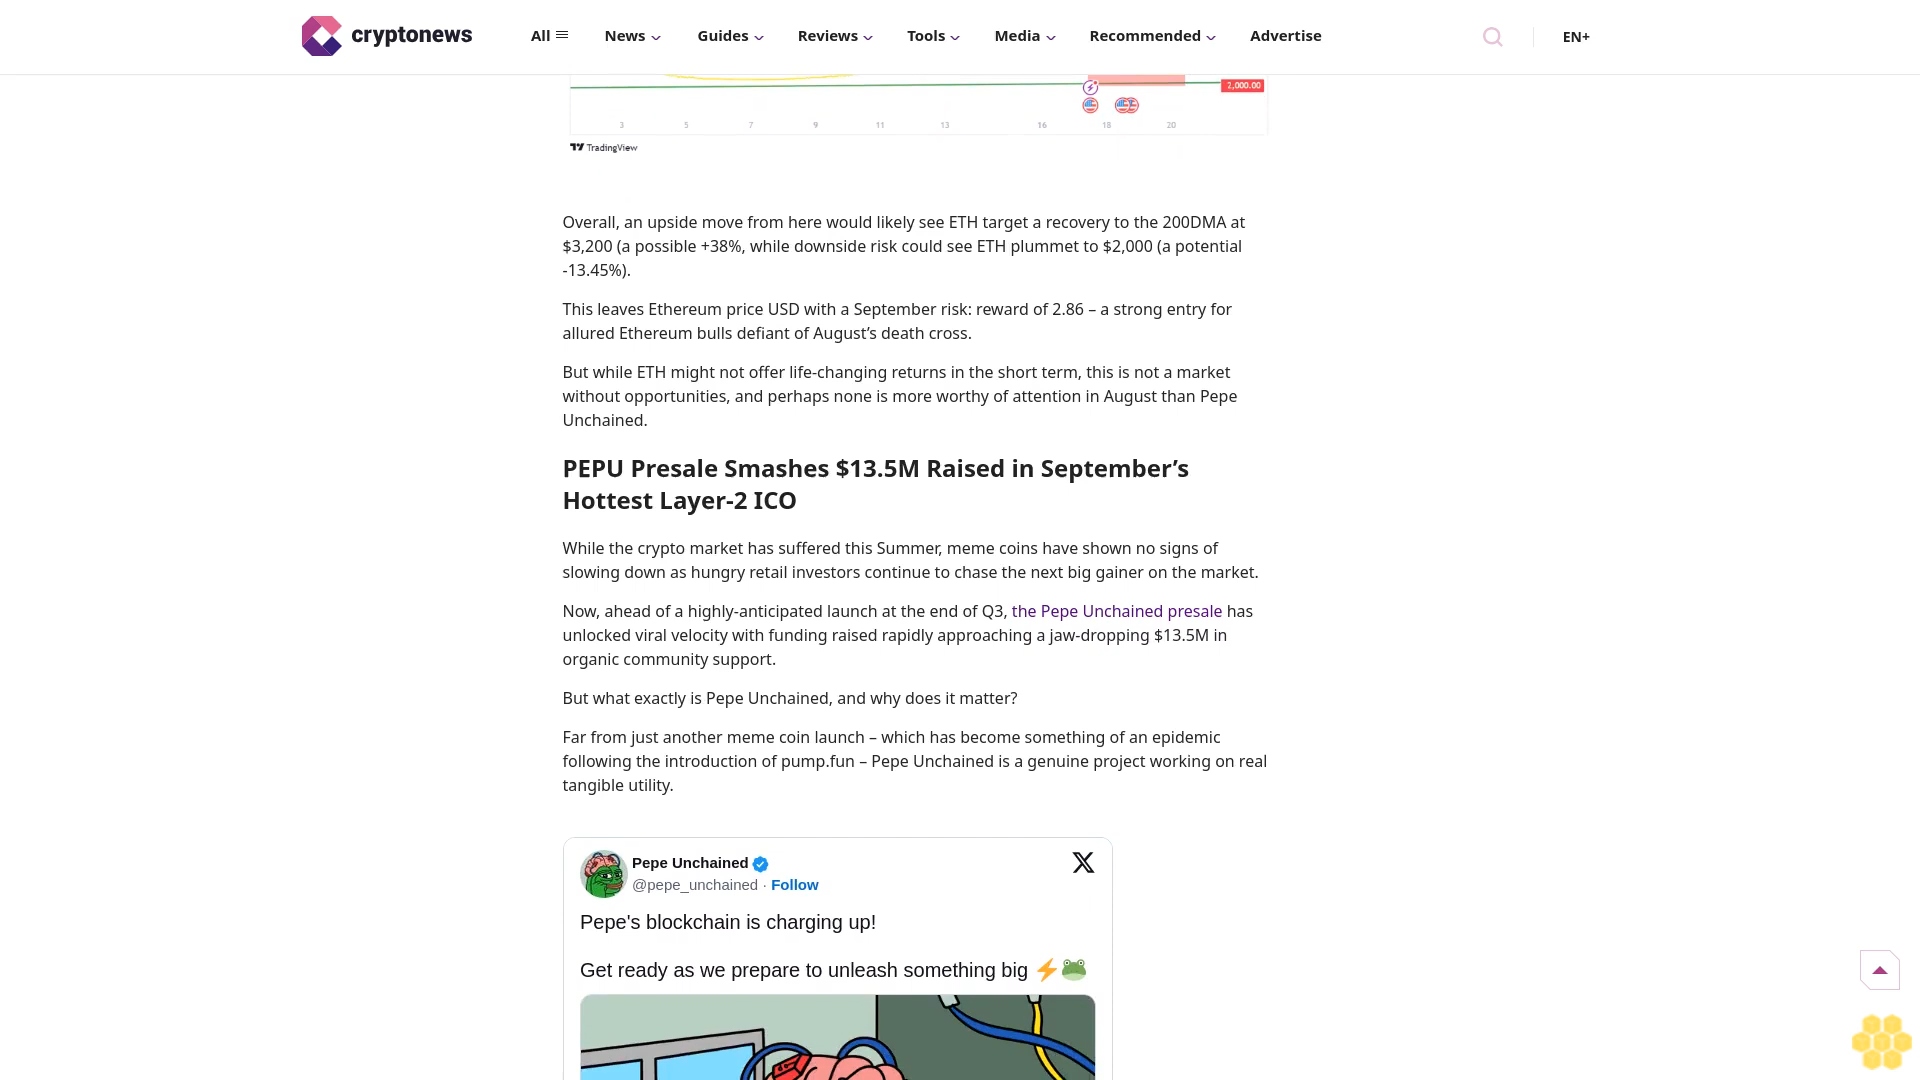 cryptonews
All
News
Guides
Reviews
Tools
Media
Recommended
Advertise
EN+
2,000.00
3 5 7 9 11 13 16 18 20
TradingView
Overall, an upside move from here would likely see ETH target a recovery to the 200DMA at
$3,200 (a possible +38%, while downside risk could see ETH plummet to $2,000 (a potential
-13.45%).
This leaves Ethereum price USD with a September risk: reward of 2.86 – a strong entry for
allured Ethereum bulls defiant of August’s death cross.
But while ETH might not offer life-changing returns in the short term, this is not a market
without opportunities, and perhaps none is more worthy of attention in August than Pepe
Unchained.
PEPU Presale Smashes $13.5M Raised in September’s
Hottest Layer-2 ICO
While the crypto market has suffered this Summer, meme coins have shown no signs of
slowing down as hungry retail investors continue to chase the next big gainer on the market.
Now, ahead of a highly-anticipated launch at the end of Q3, the Pepe Unchained presale has
unlocked viral velocity with funding raised rapidly approaching a jaw-dropping $13.5M in
organic community support.
But what exactly is Pepe Unchained, and why does it matter?
Far from just another meme coin launch – which has become something of an epidemic
following the introduction of pump.fun – Pepe Unchained is a genuine project working on real
tangible utility.
Pepe Unchained
@pepe_unchained · Follow
Pepe's blockchain is charging up!
Get ready as we prepare to unleash something big ⚡🐸